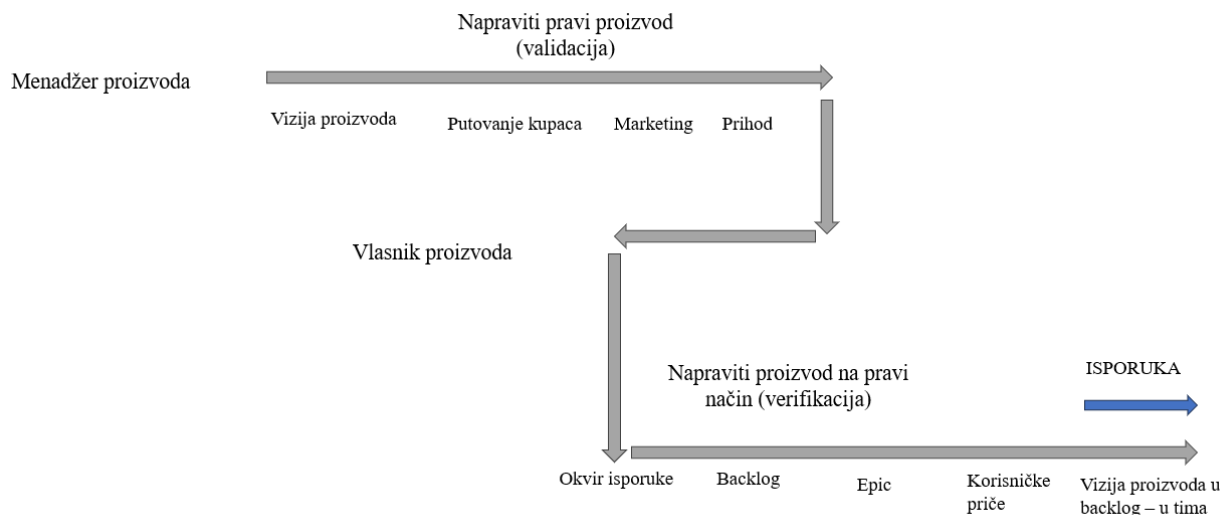 Napraviti pravi proizvod
(validacija)
Menadžer proizvoda
Vizija proizvoda
Putovanje kupaca
Marketing
Prihod
Vlasnik proizvoda
Napraviti proizvod na pravi
način (verifikacija)
ISPORUKA
Okvir isporuke
Backlog
Epic
Korisničke
priče
Vizija proizvoda u
backlog – u tima